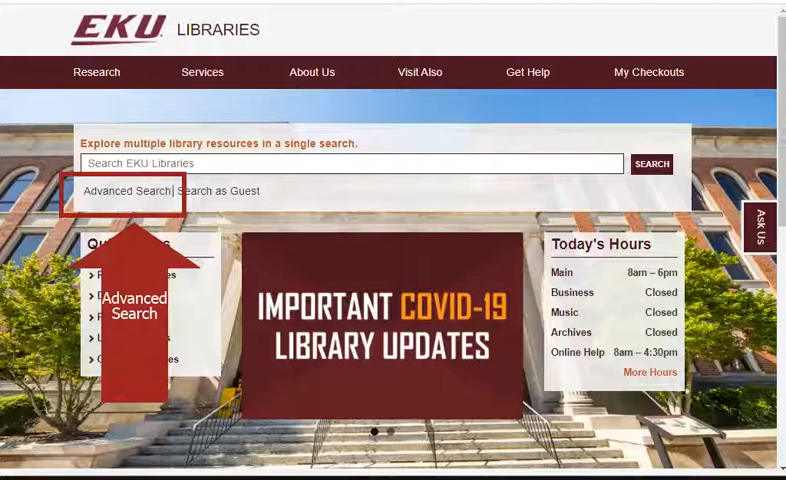 EKU LIBRARIES
Research Services About Us Visit Also Get Help My Checkouts
Explore multiple library resources in a single search.
Search EKU Libraries
SEARCH
Advanced Search| Search as Guest
Ask Us
Advanced
Search
IMPORTANT COVID-19
LIBRARY UPDATES
Today's Hours
Main 8am – 6pm
Business Closed
Music Closed
Archives Closed
Online Help 8am – 4:30pm
More Hours